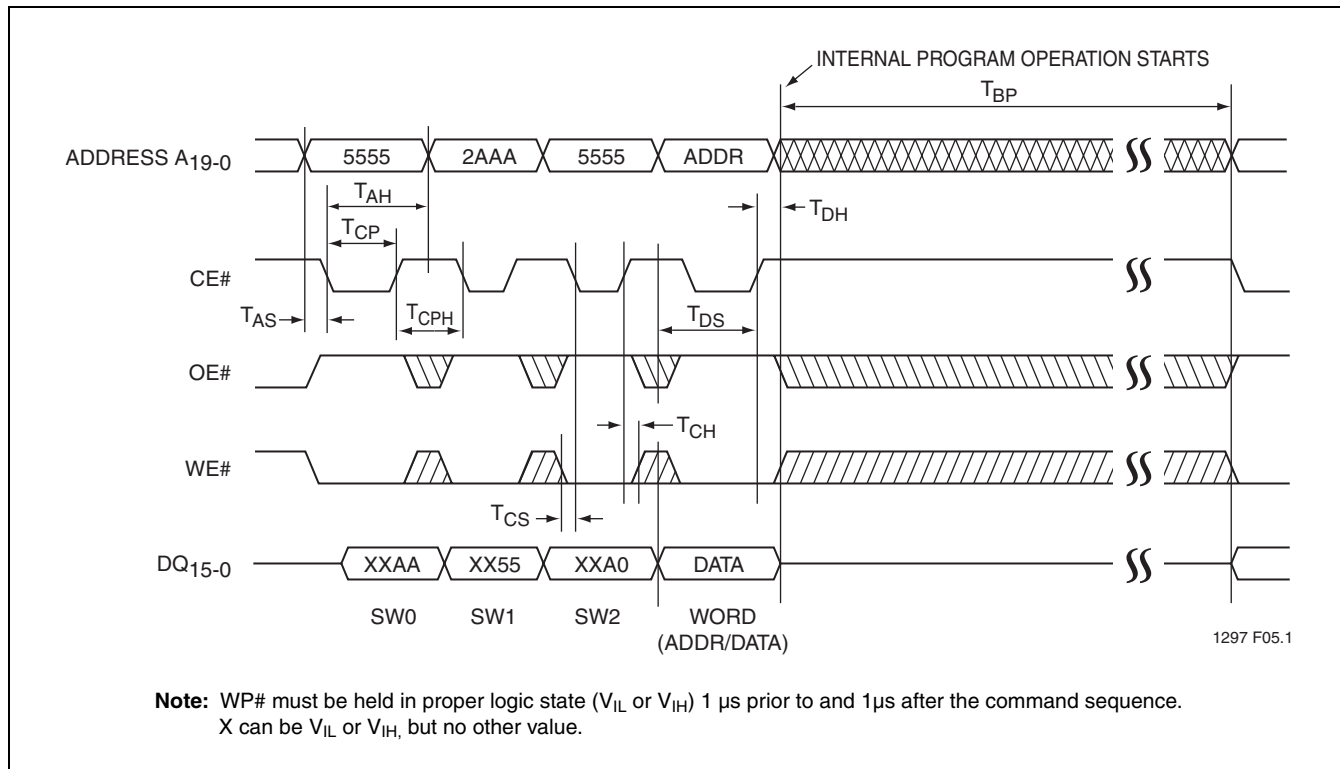 INTERNAL PROGRAM OPERATION STARTS
TBP
ADDRESS A19-0
5555
2AAA
5555
ADDR
TAH
TDH
TCP
CE#
TAS
TCPH
TDS
OE#
TCH
WE#
TCS
DQ15-0
XXAA
XX55
XXA0
DATA
SW0
SW1
SW2
WORD
(ADDR/DATA)
1297 F05.1
Note: WP# must be held in proper logic state (VIL or VIH) 1 µs prior to and 1µs after the command sequence.
X can be VIL or VIH, but no other value.